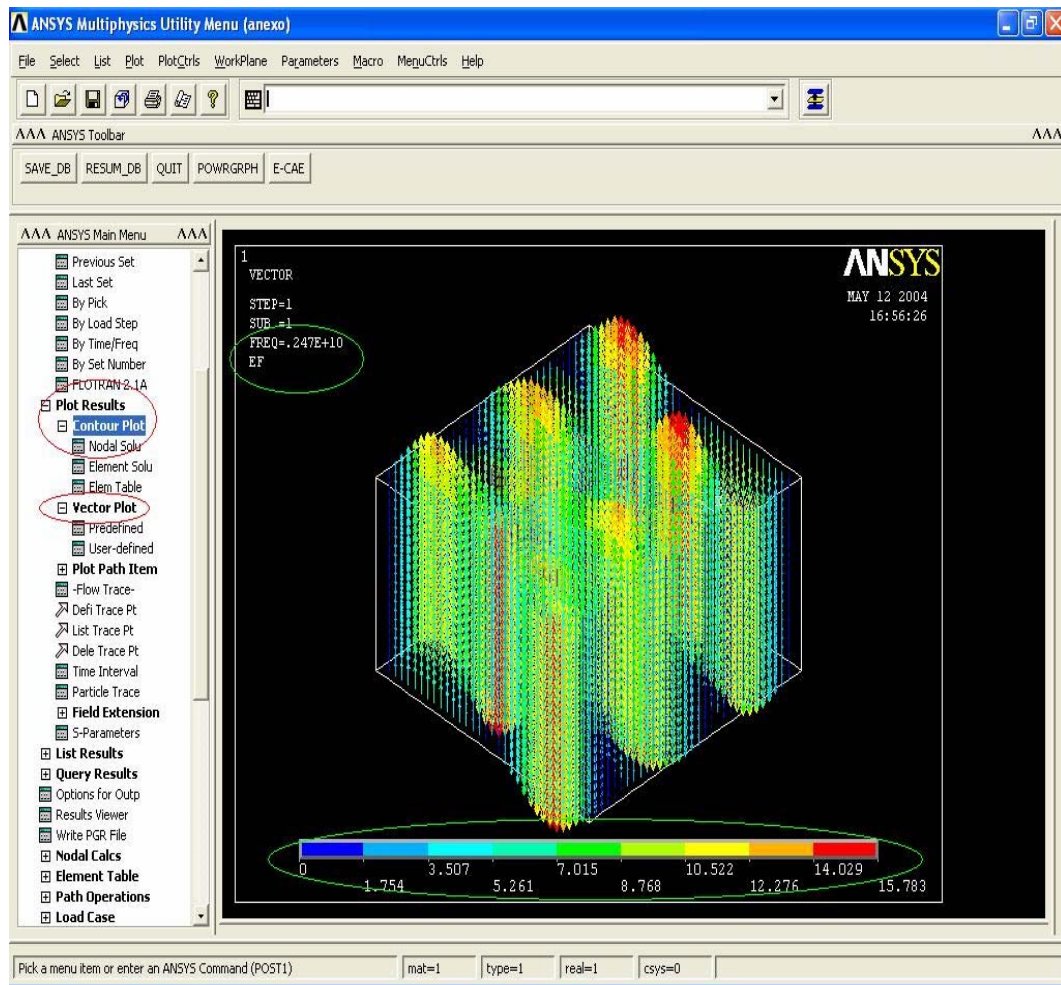 ANSYS Multiphysics Utility Menu (anexo)
File Select List Plot PlotCtrls WorkPlane Parameters Macro MenuCtrls Help
ΛΛΛ ANSYS Toolbar ΛΛΛ
SAVE_DB RESUM_DB QUIT POWRGRPH E-CAE
ΛΛΛ ANSYS Main Menu ΛΛΛ
Previous Set
Last Set
By Pick
By Load Step
By Time/Freq
By Set Number
FLOTRAN 2.1A
Plot Results
Contour Plot
Nodal Solu
Element Solu
Elem Table
Vector Plot
Predefined
User-defined
Plot Path Item
-Flow Trace-
Defi Trace Pt
List Trace Pt
Dele Trace Pt
Time Interval
Particle Trace
Field Extension
S-Parameters
List Results
Query Results
Options for Outp
Results Viewer
Write PGR File
Nodal Calcs
Element Table
Path Operations
Load Case
1
VECTOR
STEP=1
SUB =1
FREQ=.247E+10
EF
ANSYS
MAY 12 2004
16:56:26
0 3.507 7.015 10.522 14.029
1.754 5.261 8.768 12.276 15.783
Pick a menu item or enter an ANSYS Command (POST1) mat=1 type=1 real=1 csys=0